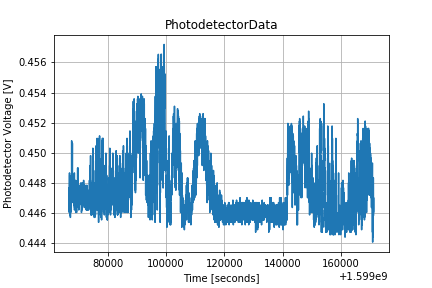 PhotodetectorData
Photodetector Voltage [V]
0.456
0.454
0.452
0.450
0.448
0.446
0.444
80000 100000 120000 140000 160000
Time [seconds]
+1.599e9